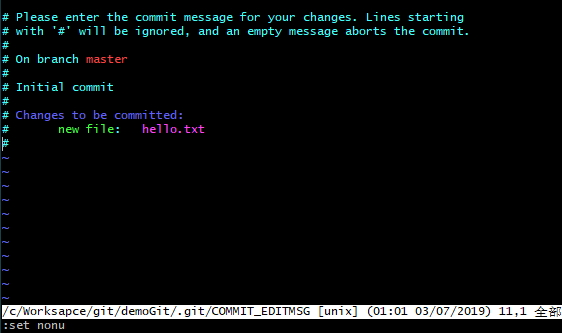 # Please enter the commit message for your changes. Lines starting
# with '#' will be ignored, and an empty message aborts the commit.
#
# On branch master
#
# Initial commit
#
# Changes to be committed:
#       new file:   hello.txt
#
~
~
~
~
~
~
~
~
~
~
~
/c/Worksapce/git/demoGit/.git/COMMIT_EDITMSG [unix] (01:01 03/07/2019) 11,1 全部
:set nonu